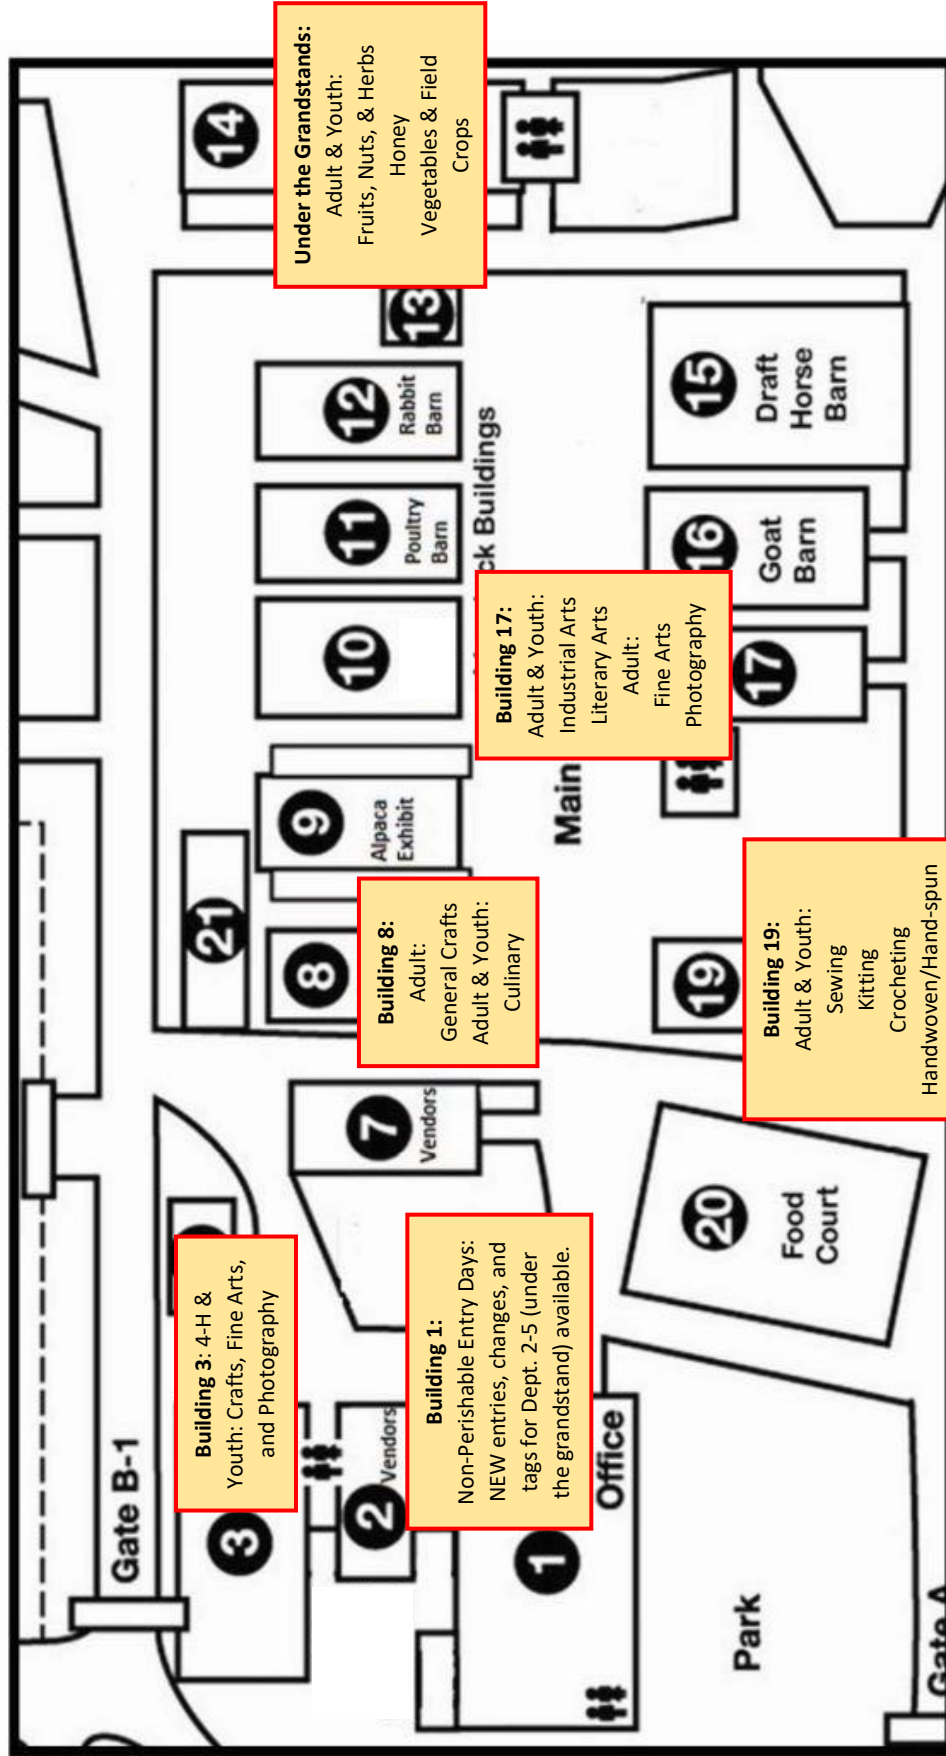 Gate B-1
3
Building 3: 4-H &
Youth: Crafts, Fine Arts,
and Photography
2
Vendors
1
Office
Building 1:
Non-Perishable Entry Days:
NEW entries, changes, and
tags for Dept. 2-5 (under
the grandstand) available.
Park
Gate A
7
Vendors
20
Food
Court
21
8
Building 8:
Adult:
General Crafts
Adult & Youth:
Culinary
9
Alpaca
Exhibit
19
Building 19:
Adult & Youth:
Sewing
Kitting
Crocheting
Handwoven/Hand-spun
Main
10
11
Poultry
Barn
12
Rabbit
Barn
13
ck Buildings
Building 17:
Adult & Youth:
Industrial Arts
Literary Arts
Adult:
Fine Arts
Photography
17
16
Goat
Barn
15
Draft
Horse
Barn
14
Under the Grandstands:
Adult & Youth:
Fruits, Nuts, & Herbs
Honey
Vegetables & Field
Crops